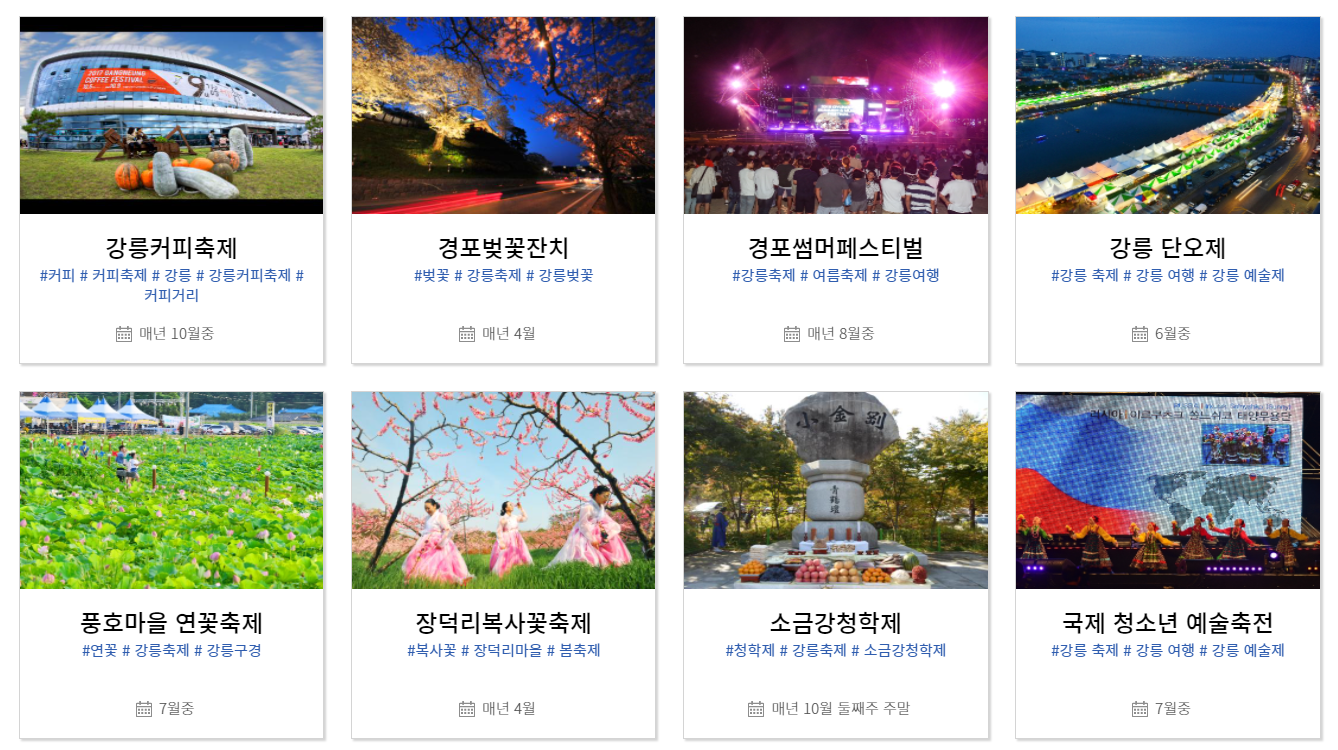 2017 GANGNEUNG
COFFEE FESTIVAL
강릉커피축제
#커피 # 커피축제 # 강릉 # 강릉커피축제 #
커피거리
매년 10월중
경포벚꽃잔치
#벚꽃 # 강릉축제 # 강릉벚꽃
매년 4월
경포썸머페스티벌
#강릉축제 # 여름축제 # 강릉여행
매년 8월중
강릉 단오제
#강릉 축제 # 강릉 여행 # 강릉 예술제
6월중
풍호마을 연꽃축제
#연꽃 # 강릉축제 # 강릉구경
7월중
장덕리복사꽃축제
#복사꽃 # 장덕리마을 # 봄축제
매년 4월
小金剛
青鶴壇
소금강청학제
#청학제 # 강릉축제 # 소금강청학제
매년 10월 둘째주 주말
국제 청소년 예술축전
#강릉 축제 # 강릉 여행 # 강릉 예술제
7월중